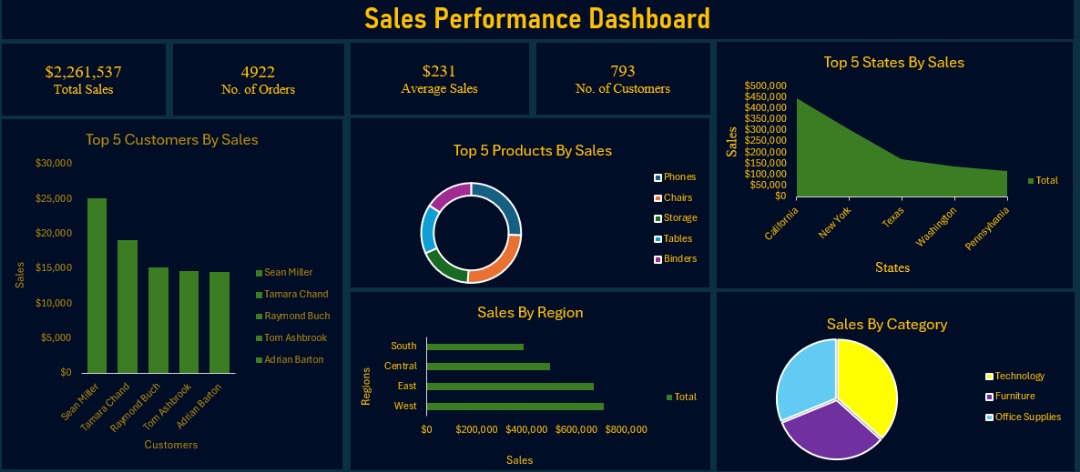 Sales Performance Dashboard
$2,261,537
Total Sales
4922
No. of Orders
$231
Average Sales
793
No. of Customers
Top 5 Customers By Sales
$30,000
$25,000
$20,000
$15,000
$10,000
$5,000
$0
Sales
Sean Miller
Tamara Chand
Raymond Buch
Tom Ashbrook
Adrian Barton
Customers
Sean Miller
Tamara Chand
Raymond Buch
Tom Ashbrook
Adrian Barton
Top 5 Products By Sales
Phones
Chairs
Storage
Tables
Binders
Sales By Region
Regions
South
Central
East
West
$0 $200,000 $400,000 $600,000 $800,000
Sales
Total
Top 5 States By Sales
$500,000
$450,000
$400,000
$350,000
$300,000
$250,000
$200,000
$150,000
$100,000
$50,000
$0
Sales
California
New York
Texas
Washington
Pennsylvania
States
Total
Sales By Category
Technology
Furniture
Office Supplies